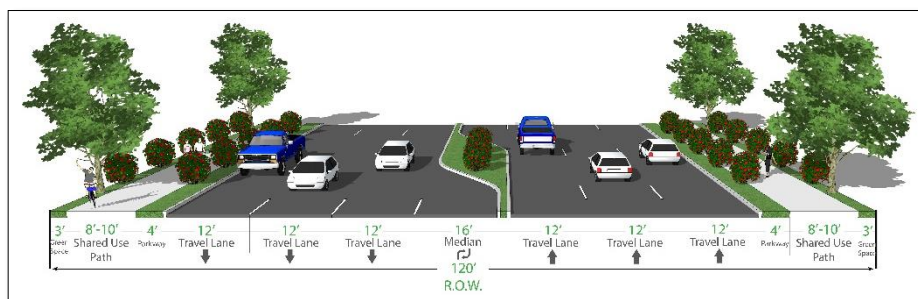 3' 8'-10' 4' 12' 12' 12' 16' 12' 12' 12' 4' 8'-10' 3'
Green Shared Use Parkway Travel Lane Travel Lane Travel Lane Median Travel Lane Travel Lane Travel Lane Parkway Shared Use Green
Space Path Path Space
120'
R.O.W.